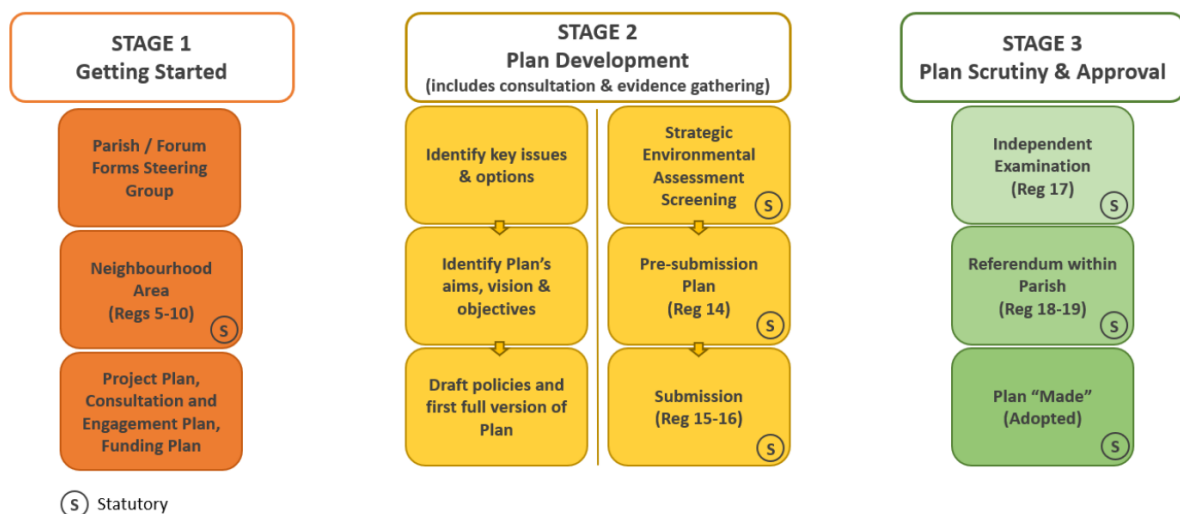 STAGE 1
Getting Started
Parish / Forum
Forms Steering
Group
Neighbourhood
Area
(Regs 5-10)
S
Project Plan,
Consultation and
Engagement Plan,
Funding Plan
STAGE 2
Plan Development
(includes consultation & evidence gathering)
Identify key issues
& options
Identify Plan's
aims, vision &
objectives
Draft policies and
first full version of
Plan
Strategic
Environmental
Assessment
Screening
S
Pre-submission
Plan
(Reg 14)
S
Submission
(Reg 15-16)
S
STAGE 3
Plan Scrutiny & Approval
Independent
Examination
(Reg 17)
S
Referendum within
Parish
(Reg 18-19)
S
Plan “Made”
(Adopted)
S
S Statutory